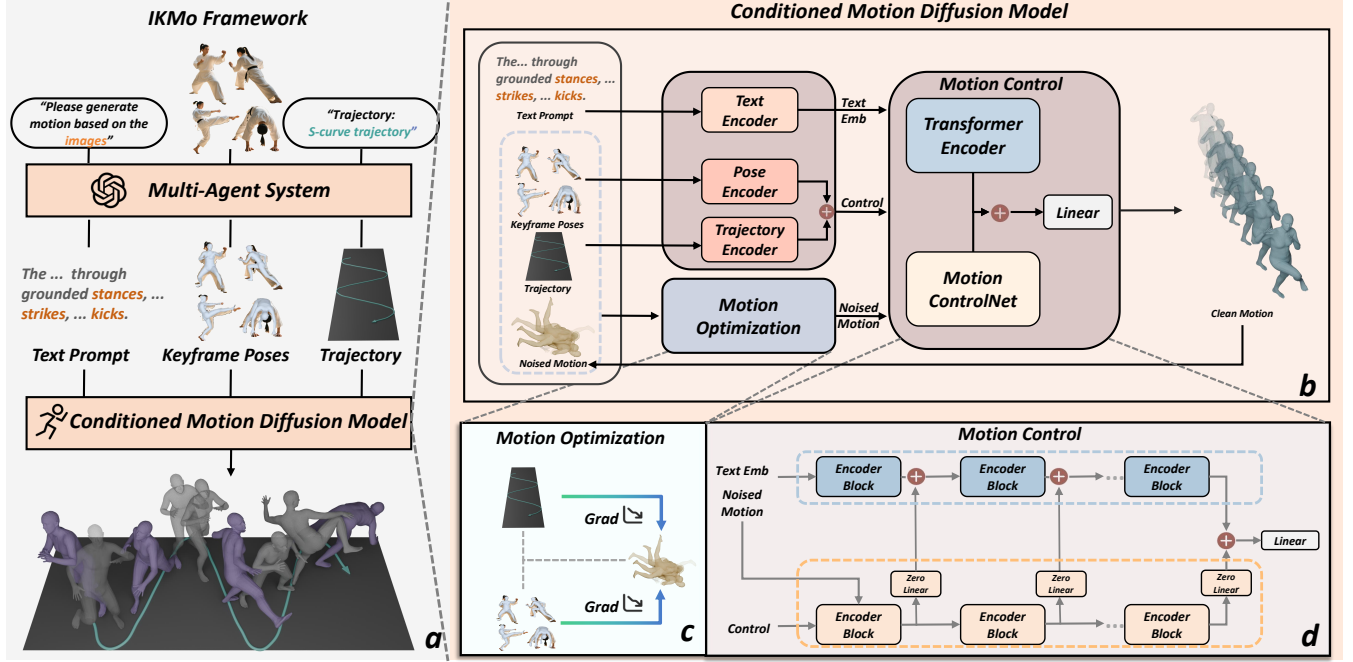 IKMo Framework
“Please generate
motion based on the
images”
“Trajectory:
S-curve trajectory”
Multi-Agent System
The ... through
grounded stances, ...
strikes, ... kicks.
Text Prompt
Keyframe Poses
Trajectory
Conditioned Motion Diffusion Model
a
Conditioned Motion Diffusion Model
The... through
grounded stances, ...
strikes, ... kicks.
Text Prompt
Keyframe Poses
Trajectory
Noised Motion
Text
Encoder
Pose
Encoder
Trajectory
Encoder
Text
Emb
Control
Motion
Optimization
Noised
Motion
Motion Control
Transformer
Encoder
Linear
Motion
ControlNet
Clean Motion
b
Motion Optimization
Grad
Grad
c
Motion Control
Text Emb
Noised
Motion
Encoder
Block
Encoder
Block
...
Encoder
Block
Linear
Zero
Linear
Zero
Linear
Zero
Linear
Control
Encoder
Block
Encoder
Block
...
Encoder
Block
d